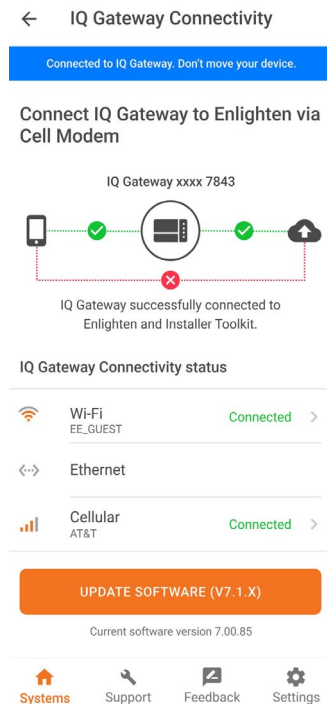 IQ Gateway Connectivity
Connected to IQ Gateway. Don't move your device.
Connect IQ Gateway to Enlighten via
Cell Modem
IQ Gateway xxxx 7843
IQ Gateway successfully connected to
Enlighten and Installer Toolkit.
IQ Gateway Connectivity status
Wi-Fi
Connected
EE_GUEST
Ethernet
Cellular
Connected
AT&T
UPDATE SOFTWARE (V7.1.X)
Current software version 7.00.85
Systems Support Feedback Settings